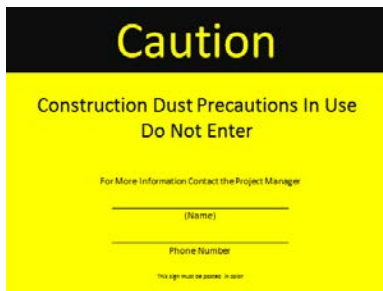 Caution
Construction Dust Precautions In Use
Do Not Enter
For More Information Contact the Project Manager
(Name)
Phone Number
This sign must be posted in color